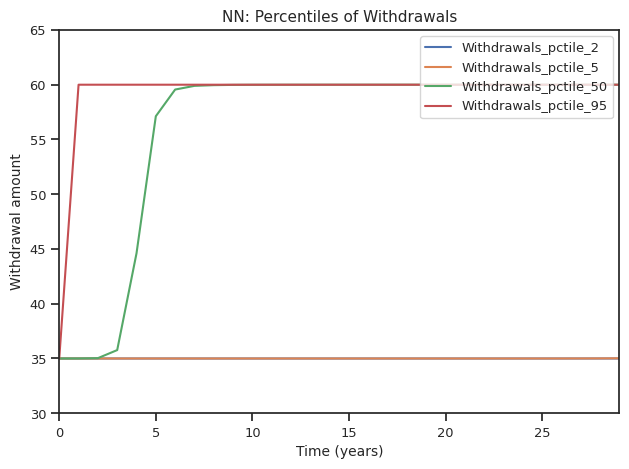 NN: Percentiles of Withdrawals
65
60
55
50
45
40
35
30
Withdrawal amount
Withdrawals_pctile_2
Withdrawals_pctile_5
Withdrawals_pctile_50
Withdrawals_pctile_95
0 5 10 15 20 25
Time (years)